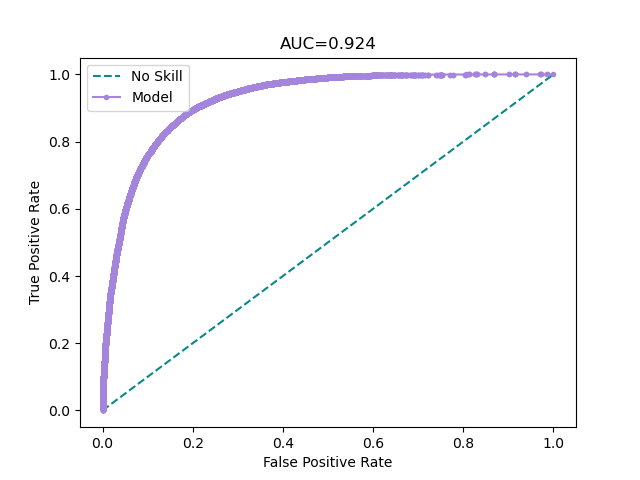 AUC=0.924
No Skill
Model
True Positive Rate
1.0
0.8
0.6
0.4
0.2
0.0
0.0 0.2 0.4 0.6 0.8 1.0
False Positive Rate